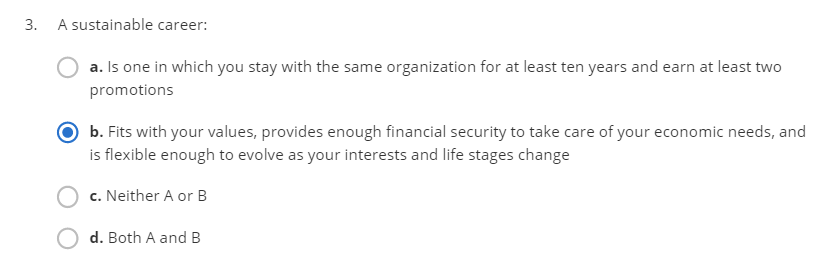 3. A sustainable career:
a. Is one in which you stay with the same organization for at least ten years and earn at least two
promotions
b. Fits with your values, provides enough financial security to take care of your economic needs, and
is flexible enough to evolve as your interests and life stages change
c. Neither A or B
d. Both A and B